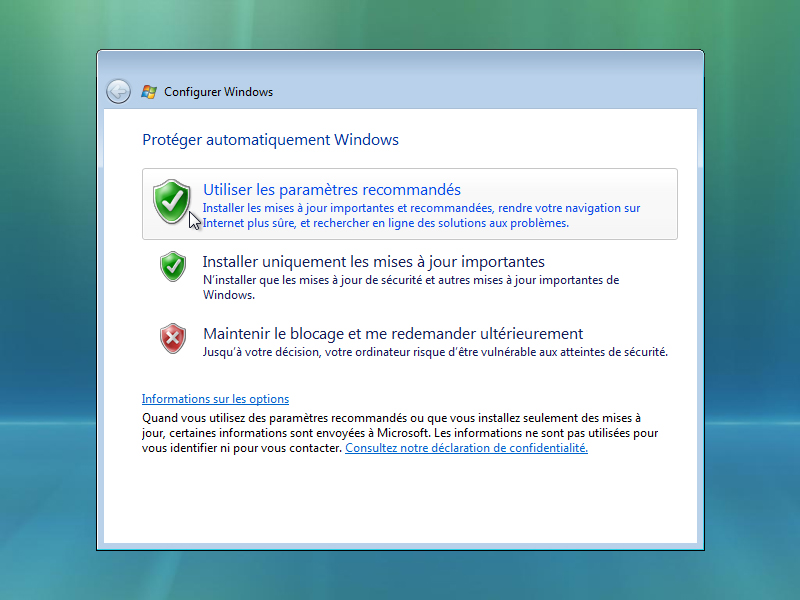 Configurer Windows
Protéger automatiquement Windows
Utiliser les paramètres recommandés
Installer les mises à jour importantes et recommandées, rendre votre navigation sur
Internet plus sûre, et rechercher en ligne des solutions aux problèmes.
Installer uniquement les mises à jour importantes
N'installer que les mises à jour de sécurité et autres mises à jour importantes de
Windows.
Maintenir le blocage et me redemander ultérieurement
Jusqu'à votre décision, votre ordinateur risque d'être vulnérable aux atteintes de sécurité.
Informations sur les options
Quand vous utilisez des paramètres recommandés ou que vous installez seulement des mises à
jour, certaines informations sont envoyées à Microsoft. Les informations ne sont pas utilisées pour
vous identifier ni pour vous contacter. Consultez notre déclaration de confidentialité.